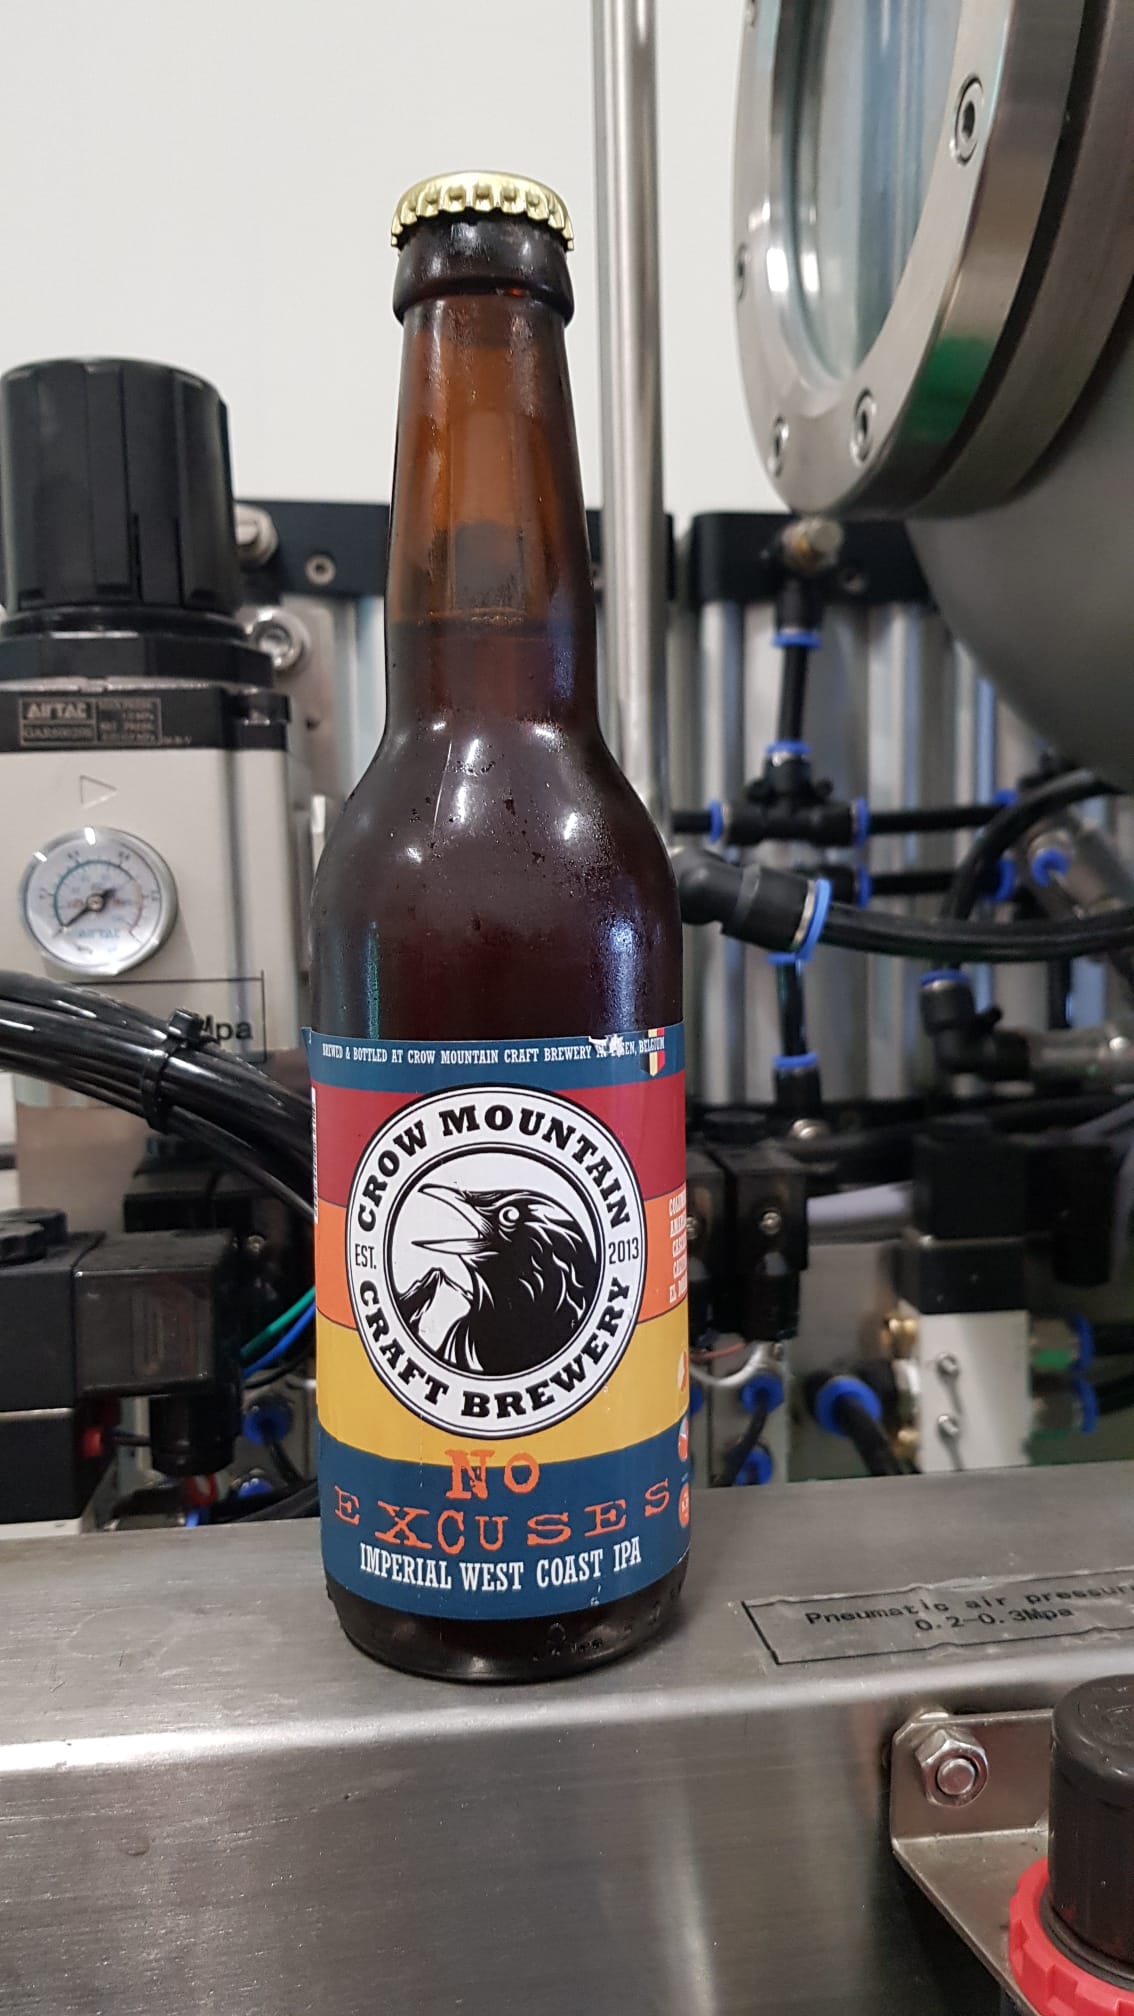 AirTAC
Mpa
BREWED & BOTTLED AT CROW MOUNTAIN CRAFT BREWERY BELGIUM
CROW MOUNTAIN
EST. 2013
CRAFT BREWERY
NO
EXCUSES
IMPERIAL WEST COAST IPA
Pneumatic air pressure
0.2-0.3Mpa